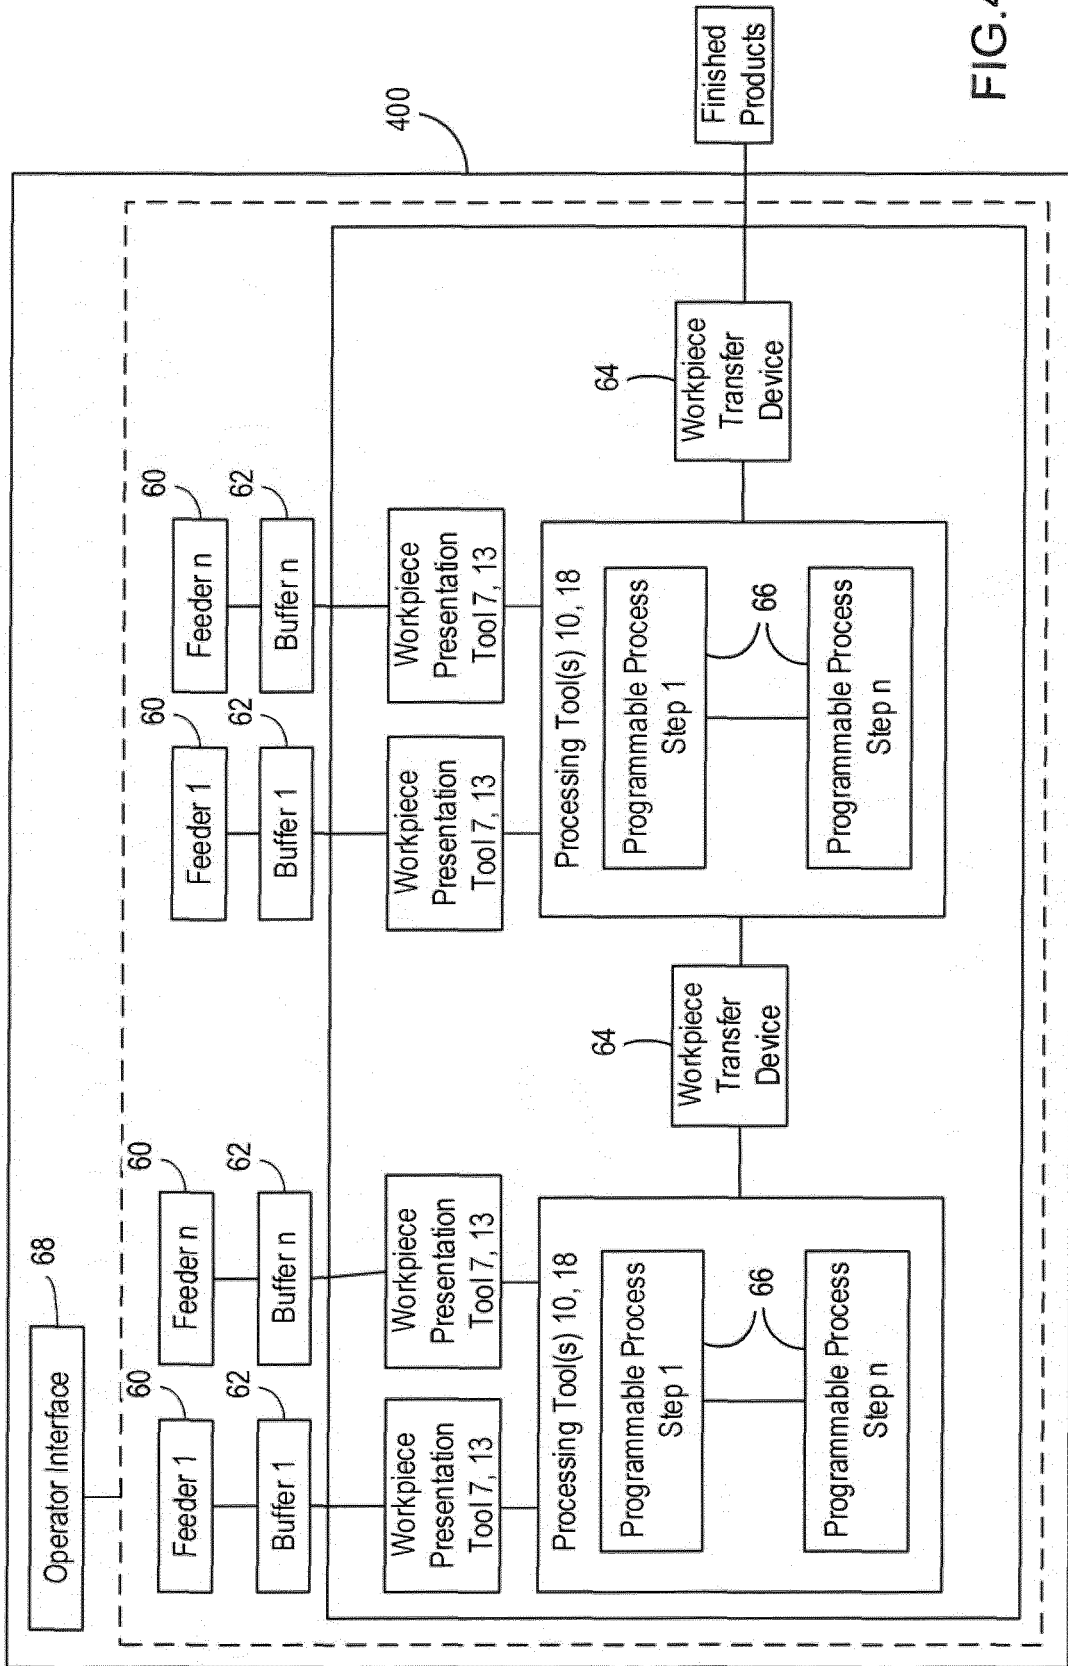 400
Operator Interface
68
Feeder 1
60
Feeder n
60
Feeder 1
60
Feeder n
60
Buffer 1
62
Buffer n
62
Buffer 1
62
Buffer n
62
Workpiece
Presentation
Tool 7, 13
Workpiece
Presentation
Tool 7, 13
Workpiece
Presentation
Tool 7, 13
Workpiece
Presentation
Tool 7, 13
Processing Tool(s) 10, 18
Programmable Process
Step 1
66
Programmable Process
Step n
64
Workpiece
Transfer
Device
Processing Tool(s) 10, 18
Programmable Process
Step 1
66
Programmable Process
Step n
64
Workpiece
Transfer
Device
Finished
Products
FIG.4